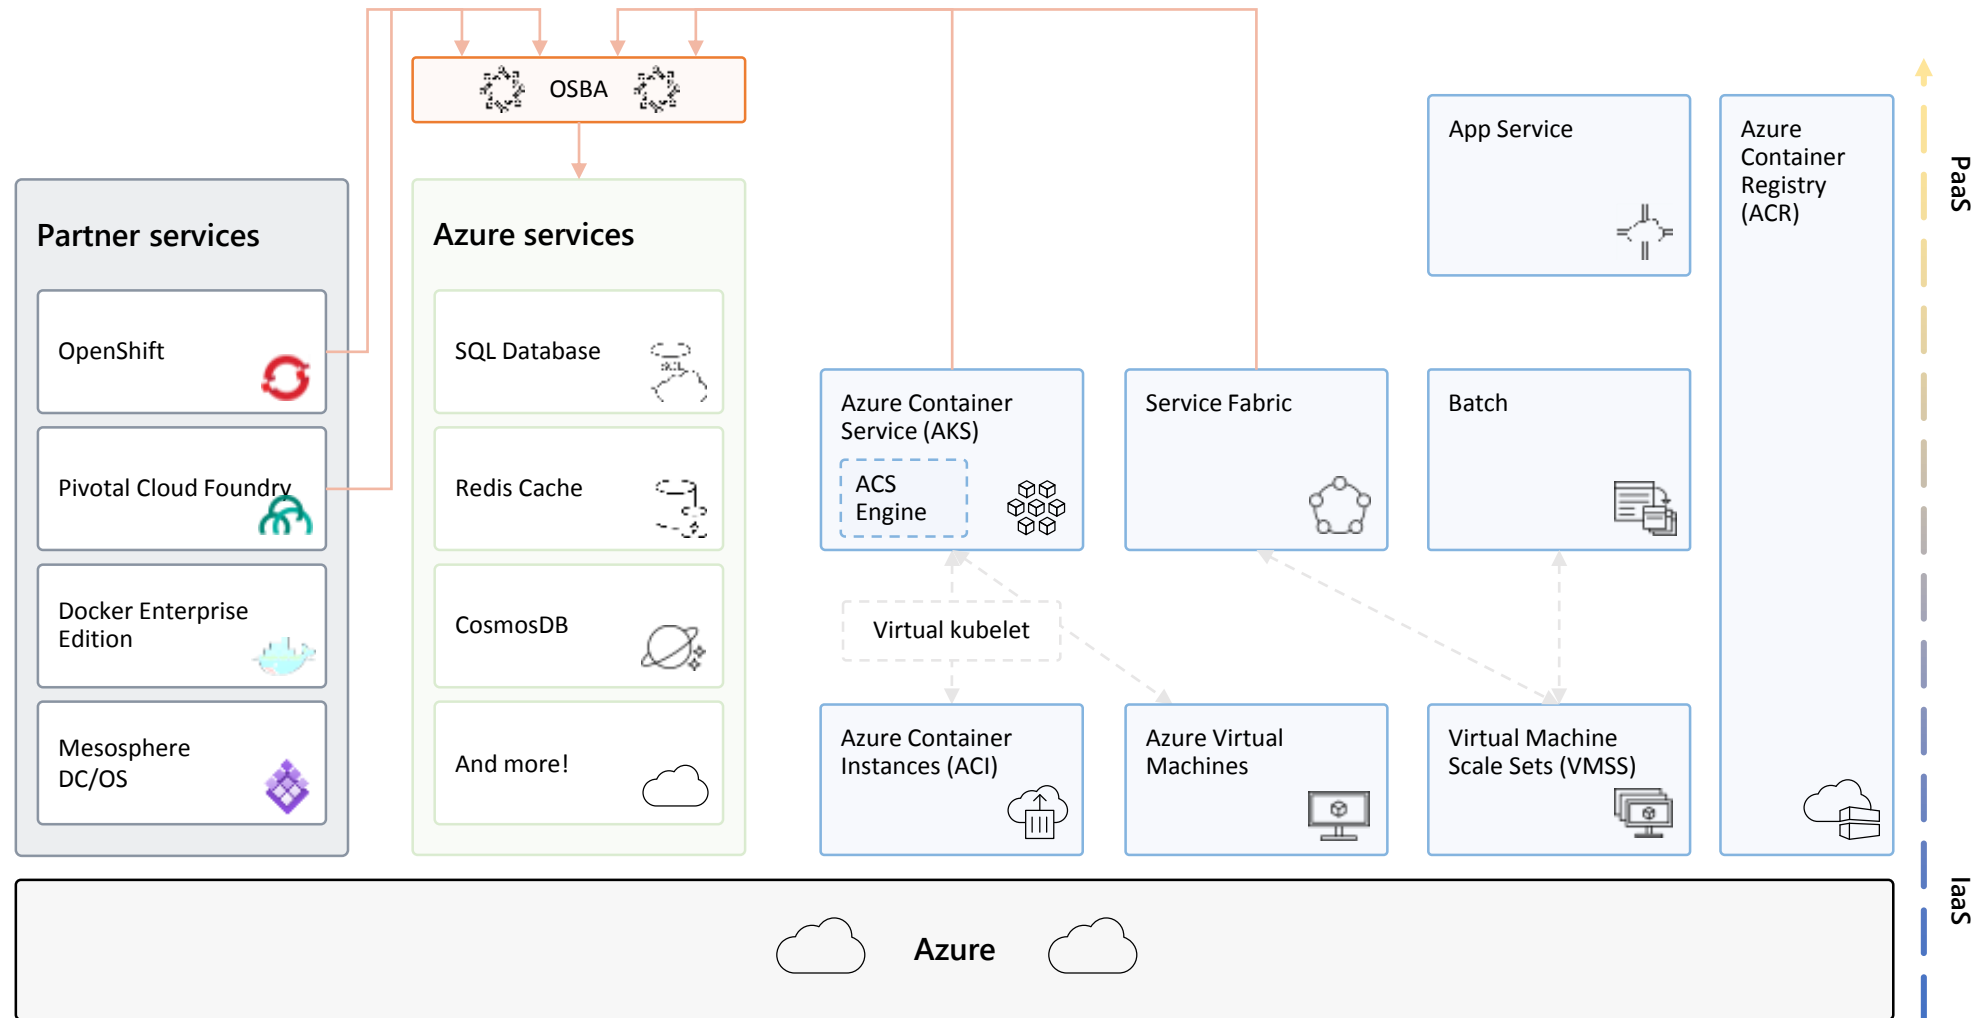 OSBA
Partner services
OpenShift
Pivotal Cloud Foundry
Docker Enterprise
Edition
Mesosphere
DC/OS
Azure services
SQL Database
SQL
Redis Cache
CosmosDB
And more!
Azure Container
Service (AKS)
ACS
Engine
Service Fabric
App Service
Batch
Virtual kubelet
Azure Container
Instances (ACI)
Azure Virtual
Machines
Virtual Machine
Scale Sets (VMSS)
Azure
Container
Registry
(ACR)
PaaS
IaaS
Azure